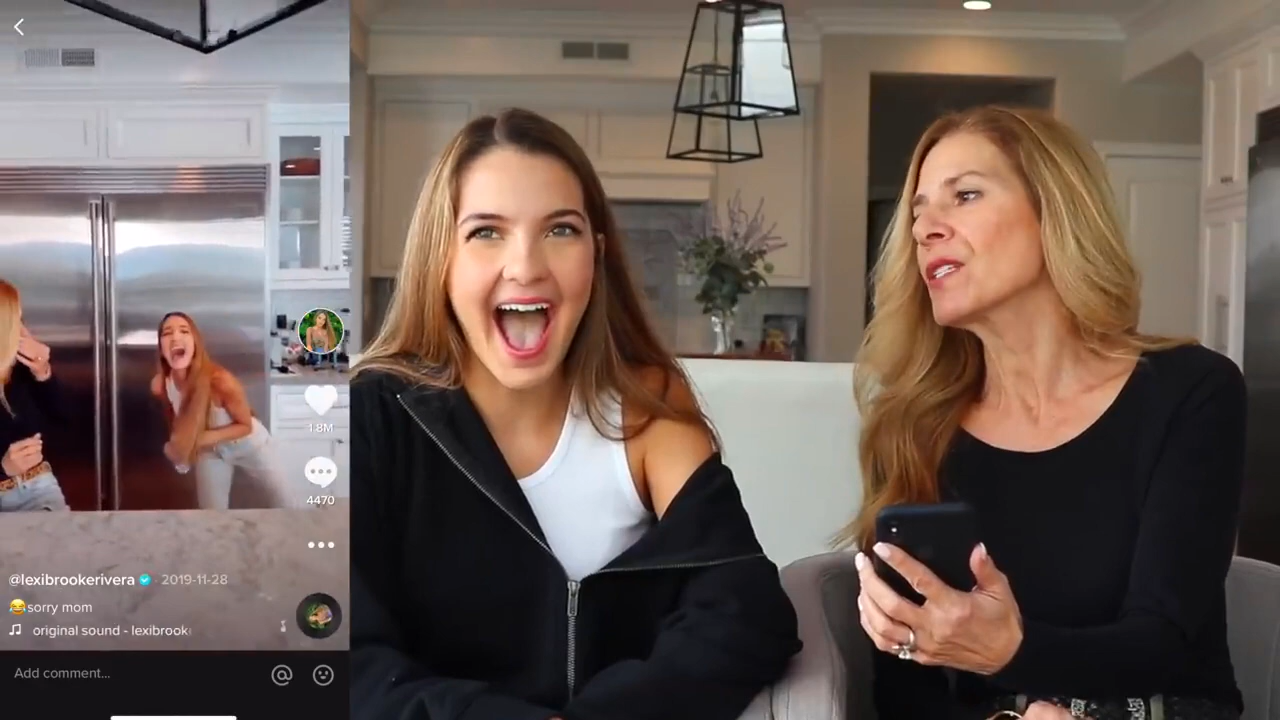 1.8M
4470
@lexibrookerivera 2019-11-28
😂sorry mom
original sound - lexibrook
Add comment...